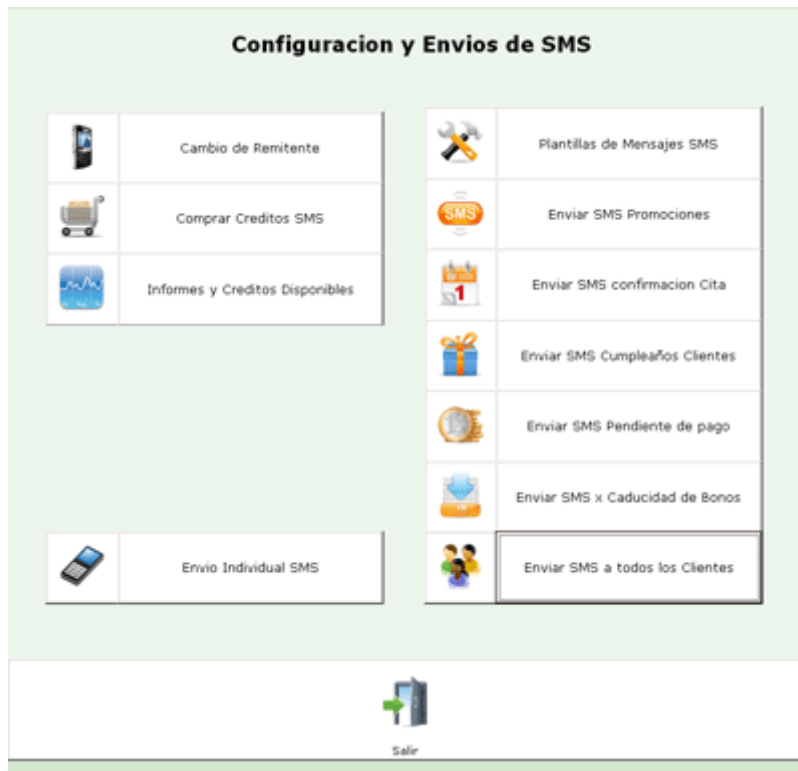 Configuracion y Envios de SMS
Cambio de Remitente
Comprar Creditos SMS
Informes y Creditos Disponibles
Envio Individual SMS
Plantillas de Mensajes SMS
SMS
Enviar SMS Promociones
1
Enviar SMS confirmacion Cita
Enviar SMS Cumpleaños Clientes
Enviar SMS Pendiente de pago
Enviar SMS x Caducidad de Bonos
Enviar SMS a todos los Clientes
Salir